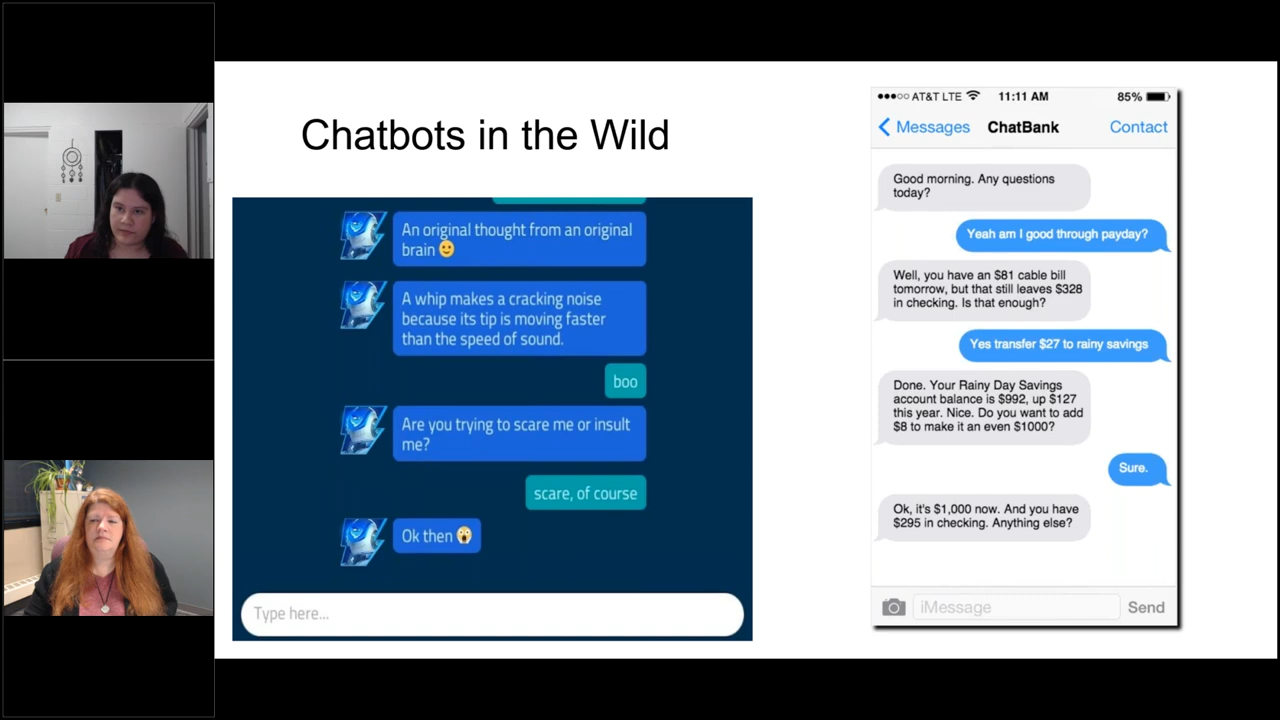 Chatbots in the Wild
An original thought from an original
brain 🙂
A whip makes a cracking noise
because its tip is moving faster
than the speed of sound.
boo
Are you trying to scare me or insult
me?
scare, of course
Ok then 😱
Type here...
AT&T LTE 11:11 AM 85%
Messages ChatBank Contact
Good morning. Any questions
today?
Yeah am I good through payday?
Well, you have an $81 cable bill
tomorrow, but that still leaves $328
in checking. Is that enough?
Yes transfer $27 to rainy savings
Done. Your Rainy Day Savings
account balance is $992, up $127
this year. Nice. Do you want to add
$8 to make it an even $1000?
Sure.
Ok, it's $1,000 now. And you have
$295 in checking. Anything else?
iMessage Send